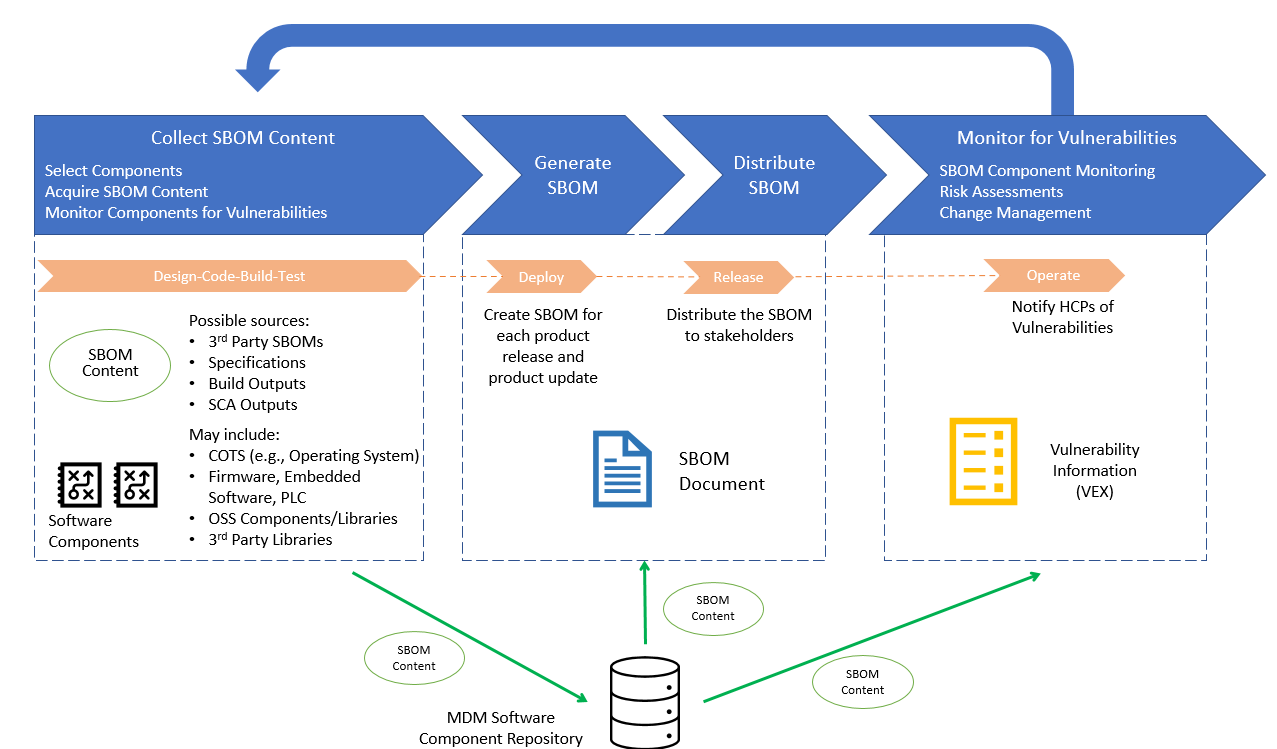 Collect SBOM Content
Select Components
Acquire SBOM Content
Monitor Components for Vulnerabilities
Generate
SBOM
Distribute
SBOM
Monitor for Vulnerabilities
SBOM Component Monitoring
Risk Assessments
Change Management
Design-Code-Build-Test
Deploy
Release
Operate
SBOM
Content
Possible sources:
• 3rd Party SBOMs
• Specifications
• Build Outputs
• SCA Outputs
May include:
• COTS (e.g., Operating System)
• Firmware, Embedded
Software, PLC
• OSS Components/Libraries
• 3rd Party Libraries
Software
Components
Create SBOM for
each product
release and
product update
Distribute the SBOM
to stakeholders
SBOM
Document
Notify HCPs of
Vulnerabilities
Vulnerability
Information
(VEX)
SBOM
Content
SBOM
Content
SBOM
Content
MDM Software
Component Repository